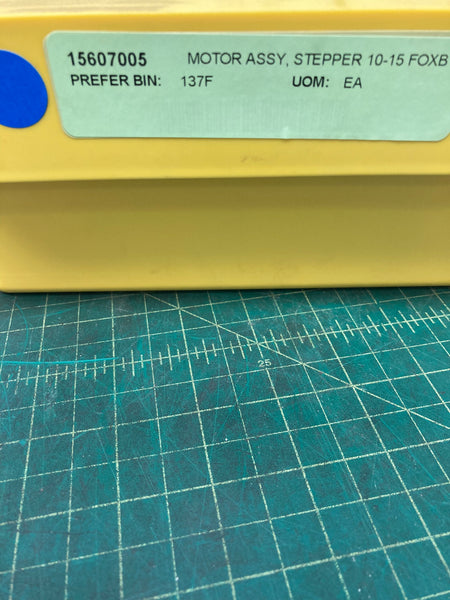 15607005 MOTOR ASSY, STEPPER 10-15 FOXB
PREFER BIN: 137F UOM: EA
25